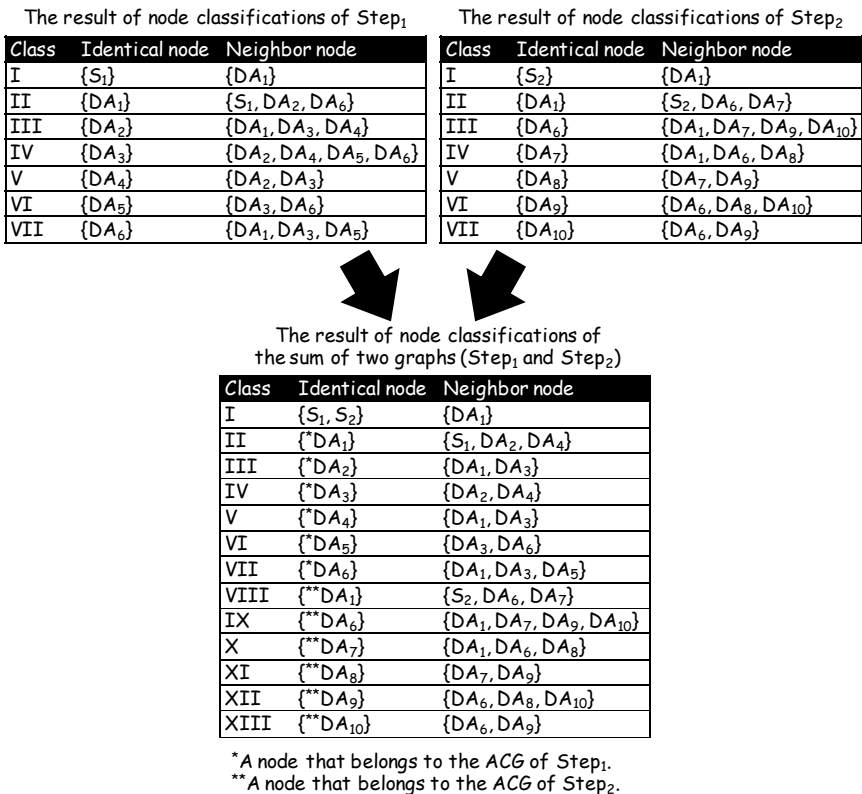 The result of node classifications of Step₁
Class Identical node Neighbor node
I {S₁} {DA₁}
II {DA₁} {S₁, DA₂, DA₆}
III {DA₂} {DA₁, DA₃, DA₄}
IV {DA₃} {DA₂, DA₄, DA₅, DA₆}
V {DA₄} {DA₂, DA₃}
VI {DA₅} {DA₃, DA₆}
VII {DA₆} {DA₁, DA₃, DA₅}
The result of node classifications of Step₂
Class Identical node Neighbor node
I {S₂} {DA₁}
II {DA₁} {S₂, DA₆, DA₇}
III {DA₆} {DA₁, DA₇, DA₉, DA₁₀}
IV {DA₇} {DA₁, DA₆, DA₈}
V {DA₈} {DA₇, DA₉}
VI {DA₉} {DA₆, DA₈, DA₁₀}
VII {DA₁₀} {DA₆, DA₉}
The result of node classifications of
the sum of two graphs (Step₁ and Step₂)
Class Identical node Neighbor node
I {S₁, S₂} {DA₁}
II {*DA₁} {S₁, DA₂, DA₄}
III {*DA₂} {DA₁, DA₃}
IV {*DA₃} {DA₂, DA₄}
V {*DA₄} {DA₁, DA₃}
VI {*DA₅} {DA₃, DA₆}
VII {*DA₆} {DA₁, DA₃, DA₅}
VIII {**DA₁} {S₂, DA₆, DA₇}
IX {**DA₆} {DA₁, DA₇, DA₉, DA₁₀}
X {**DA₇} {DA₁, DA₆, DA₈}
XI {**DA₈} {DA₇, DA₉}
XII {**DA₉} {DA₆, DA₈, DA₁₀}
XIII {**DA₁₀} {DA₆, DA₉}
*A node that belongs to the ACG of Step₁.
**A node that belongs to the ACG of Step₂.